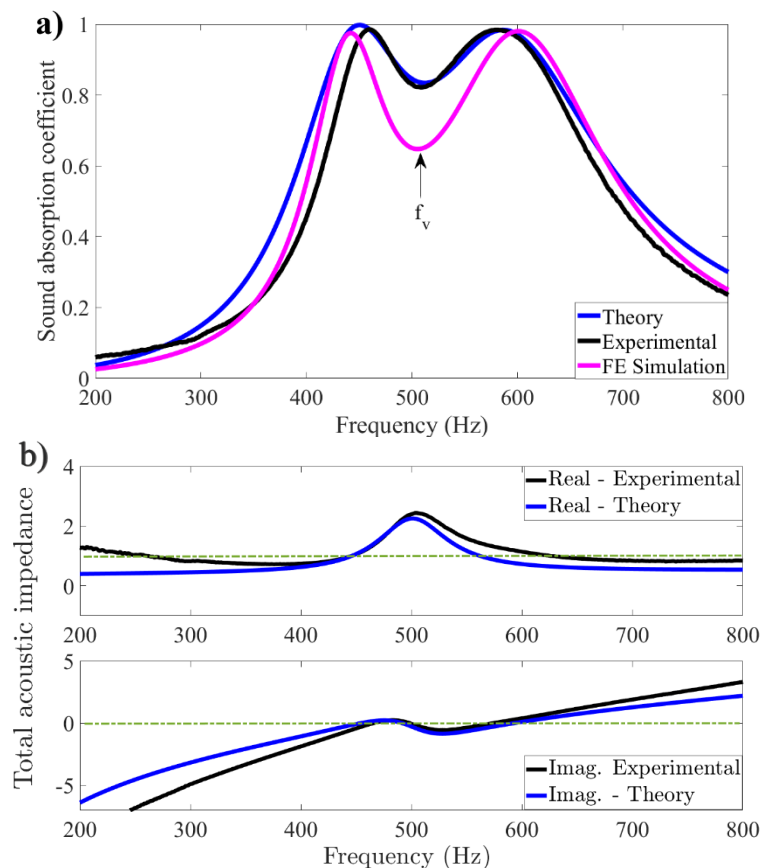 a)
Sound absorption coefficient
1
0.8
0.6
0.4
0.2
0
f_v
Theory
Experimental
FE Simulation
200 300 400 500 600 700 800
Frequency (Hz)
b)
Total acoustic impedance
4
2
0
Real - Experimental
Real - Theory
200 300 400 500 600 700 800
5
0
-5
Imag. Experimental
Imag. - Theory
200 300 400 500 600 700 800
Frequency (Hz)